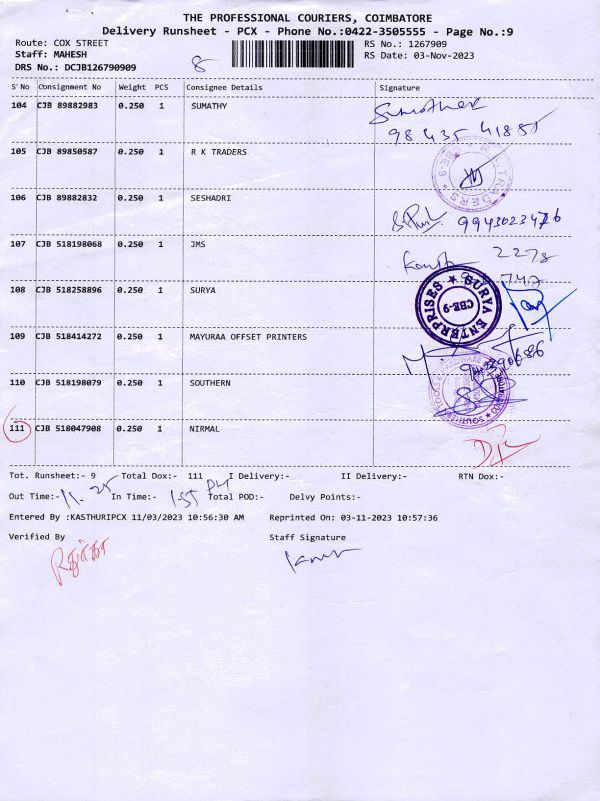 THE PROFESSIONAL COURIERS, COIMBATORE
Delivery Runsheet - PCX - Phone No.:0422-3505555 - Page No.:9
Route: COX STREET
RS No.: 1267909
Staff: MAHESH
RS Date: 03-Nov-2023
DRS No.: DCJB126790909
8
S'No Consignment No Weight PCS Consignee Details Signature
104 CJB 89882983 0.250 1 SUMATHY
98435 41855
105 CJB 89850587 0.250 1 R K TRADERS
106 CJB 89882832 0.250 1 SESHADRI
9943023476
107 CJB 518198068 0.250 1 JMS
2278
108 CJB 518258896 0.250 1 SURYA
SURYA ENTERPRISES
CBE-9
109 CJB 518414272 0.250 1 MAYURAA OFFSET PRINTERS
110 CJB 518198079 0.250 1 SOUTHERN
111 CJB 518047908 0.250 1 NIRMAL
Tot. Runsheet:- 9 Total Dox:- 111 I Delivery:- II Delivery:- RTN Dox:-
Out Time:- 11.25 In Time:- 1.55 PM Total POD:- Delvy Points:-
Entered By :KASTHURIPCX 11/03/2023 10:56:30 AM Reprinted On: 03-11-2023 10:57:36
Verified By Staff Signature